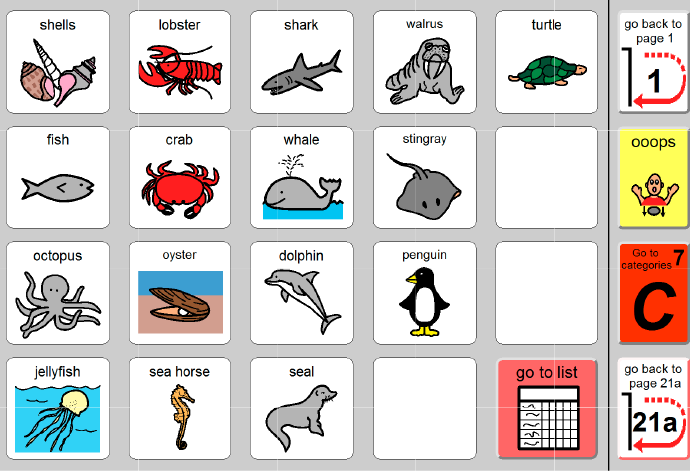 shells
lobster
shark
walrus
turtle
go back to
page 1
1
fish
crab
whale
stingray
ooops
octopus
oyster
dolphin
penguin
Go to
categories 7
C
jellyfish
sea horse
seal
go to list
go back to
page 21a
21a